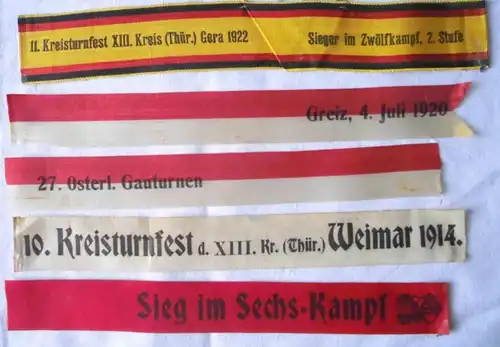 11. Kreisturnfest XIII. Kreis (Thür.) Gera 1922 Sieger im Zwölfkampf, 2. Stufe
Greiz, 4. Juli 1920
27. Osterl. Gauturnen
10. Kreisturnfest d. XIII. Kr. (Thür.) Weimar 1914.
Sieg im Sechs-Kampf